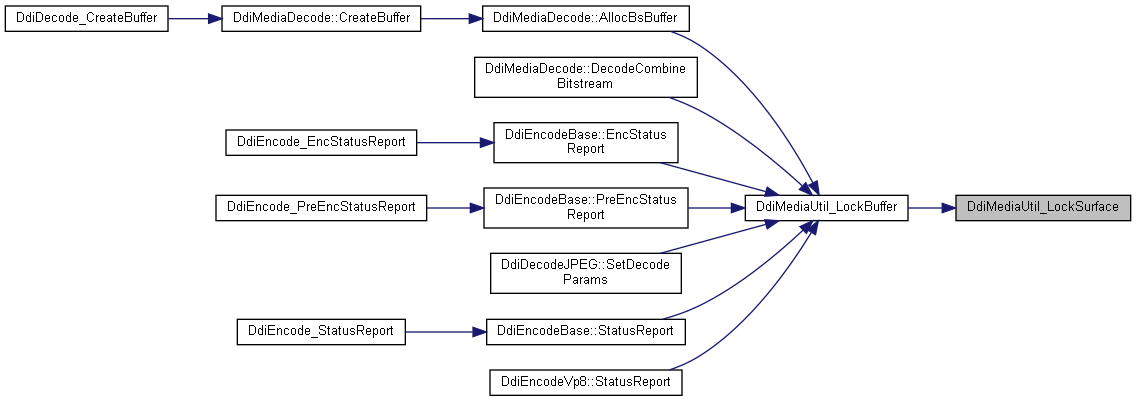 DdiDecode_CreateBuffer
DdiMediaDecode::CreateBuffer
DdiMediaDecode::AllocBsBuffer
DdiMediaDecode::DecodeCombine
Bitstream
DdiEncode_EncStatusReport
DdiEncodeBase::EncStatus
Report
DdiEncode_PreEncStatusReport
DdiEncodeBase::PreEncStatus
Report
DdiMediaUtil_LockBuffer
DdiMediaUtil_LockSurface
DdiDecodeJPEG::SetDecode
Params
DdiEncode_StatusReport
DdiEncodeBase::StatusReport
DdiEncodeVp8::StatusReport